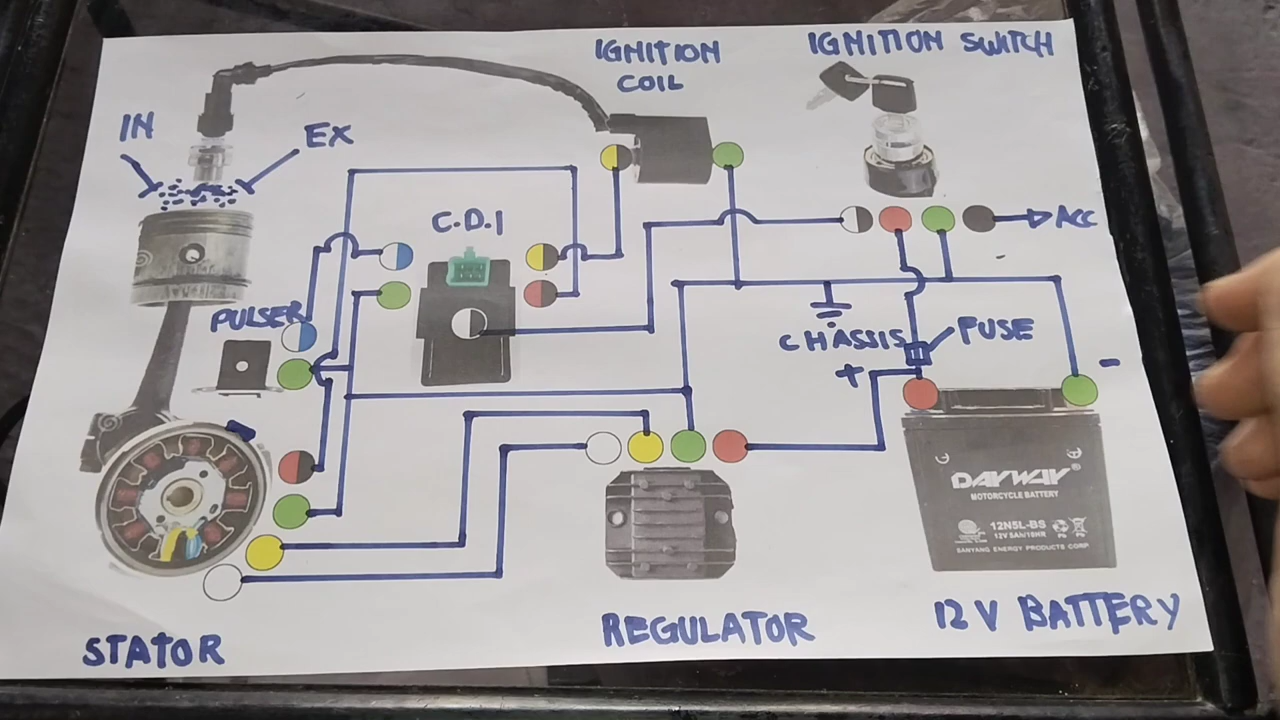 IGNITION
COIL
IGNITION SWITCH
IN
EX
C.D.I
ACC
PULSER
CHASSIS
FUSE
+
-
DAYWAY®
MOTORCYCLE BATTERY
12N5L-BS
12V 5AH/10HR
SANYANG ENERGY PRODUCTS CORP.
STATOR
REGULATOR
12V BATTERY